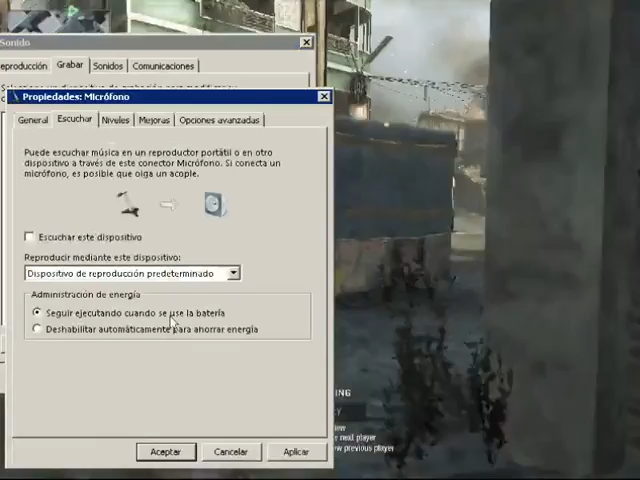 Sonido
eproducción Grabar Sonidos Comunicaciones
Propiedades: Micrófono
General Escuchar Niveles Mejoras Opciones avanzadas
Puede escuchar música en un reproductor portátil o en otro
dispositivo a través de este conector Micrófono. Si conecta un
micrófono, es posible que oiga un acople.
Escuchar este dispositivo
Reproducir mediante este dispositivo:
Dispositivo de reproducción predeterminado
Administración de energía
Seguir ejecutando cuando se use la batería
Deshabilitar automáticamente para ahorrar energía
Aceptar Cancelar Aplicar
ING
next player
previous player